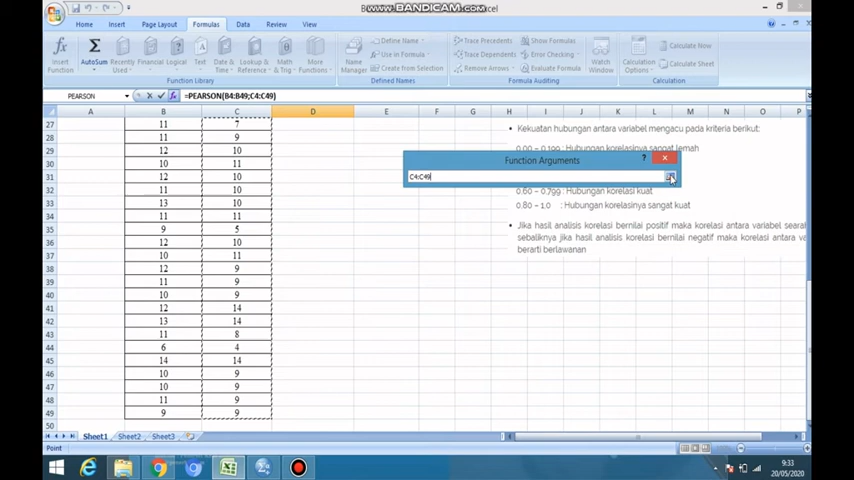 www.BANDICAM.com
Excel
Home Insert Page Layout Formulas Data Review View
Insert Function
AutoSum
Recently Used
Financial
Logical
Text
Date & Time
Lookup & Reference
Math & Trig
More Functions
Function Library
Name Manager
Define Name
Use in Formula
Create from Selection
Defined Names
Trace Precedents
Trace Dependents
Remove Arrows
Show Formulas
Error Checking
Evaluate Formula
Formula Auditing
Watch Window
Calculation Options
Calculate Now
Calculate Sheet
Calculation
PEARSON =PEARSON(B4:B49;C4:C49)
A B C D E F G H I J K L M N O P
27 11 7
28 11 9
29 12 10
30 10 11
31 12 10
32 11 10
33 13 10
34 11 11
35 9 5
36 12 10
37 10 11
38 12 9
39 11 9
40 10 9
41 12 14
42 13 14
43 11 8
44 6 4
45 14 14
46 10 9
47 10 9
48 11 9
49 9 9
50
Kekuatan hubungan antara variabel mengacu pada kriteria berikut:
0.00 – 0.199 : Hubungan korelasinya sangat lemah
Function Arguments ?
C4:C49
0.60 – 0.799 : Hubungan korelasi kuat
0.80 – 1.0 : Hubungan korelasinya sangat kuat
Jika hasil analisis korelasi bernilai positif maka korelasi antara variabel searah
sebaliknya jika hasil analisis korelasi bernilai negatif maka korelasi antara var
berarti berlawanan
Sheet1 Sheet2 Sheet3
Point
9:33
20/05/2020